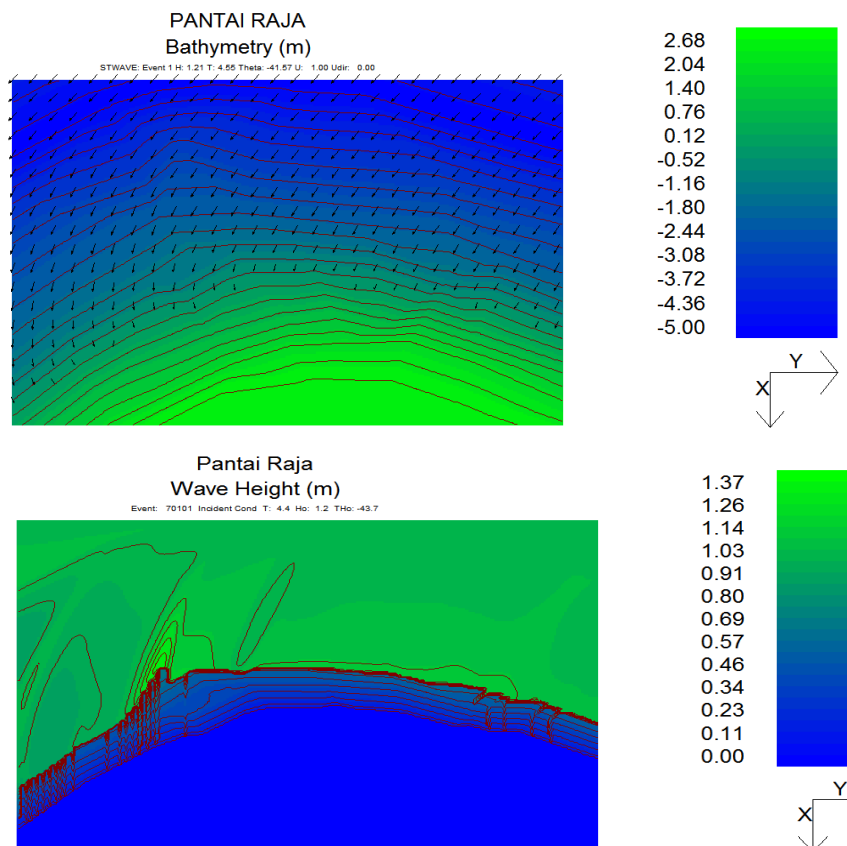 PANTAI RAJA
Bathymetry (m)
STWAVE: Event 1 H: 1.21 T: 4.55 Theta: -41.57 U: 1.00 Udir: 0.00
2.68
2.04
1.40
0.76
0.12
-0.52
-1.16
-1.80
-2.44
-3.08
-3.72
-4.36
-5.00
Y
X
Pantai Raja
Wave Height (m)
Event: 70101 Incident Cond T: 4.4 Ho: 1.2 THo: -43.7
1.37
1.26
1.14
1.03
0.91
0.80
0.69
0.57
0.46
0.34
0.23
0.11
0.00
Y
X